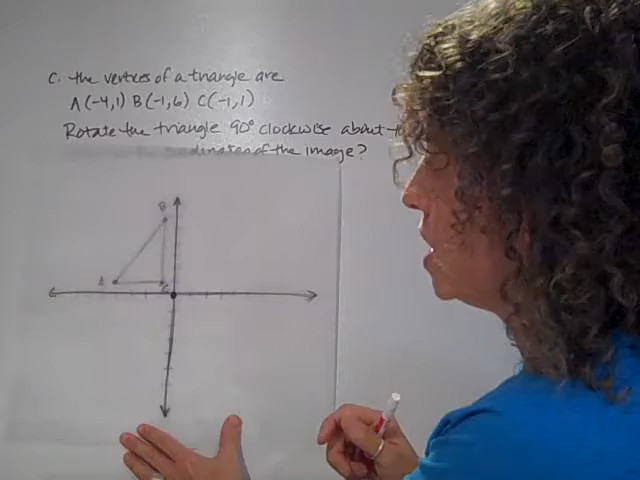 C. the vertices of a triangle are
A(-4,1) B(-1,6) C(-1,1)
Rotate the triangle 90° clockwise about
of the image?
B
A
C